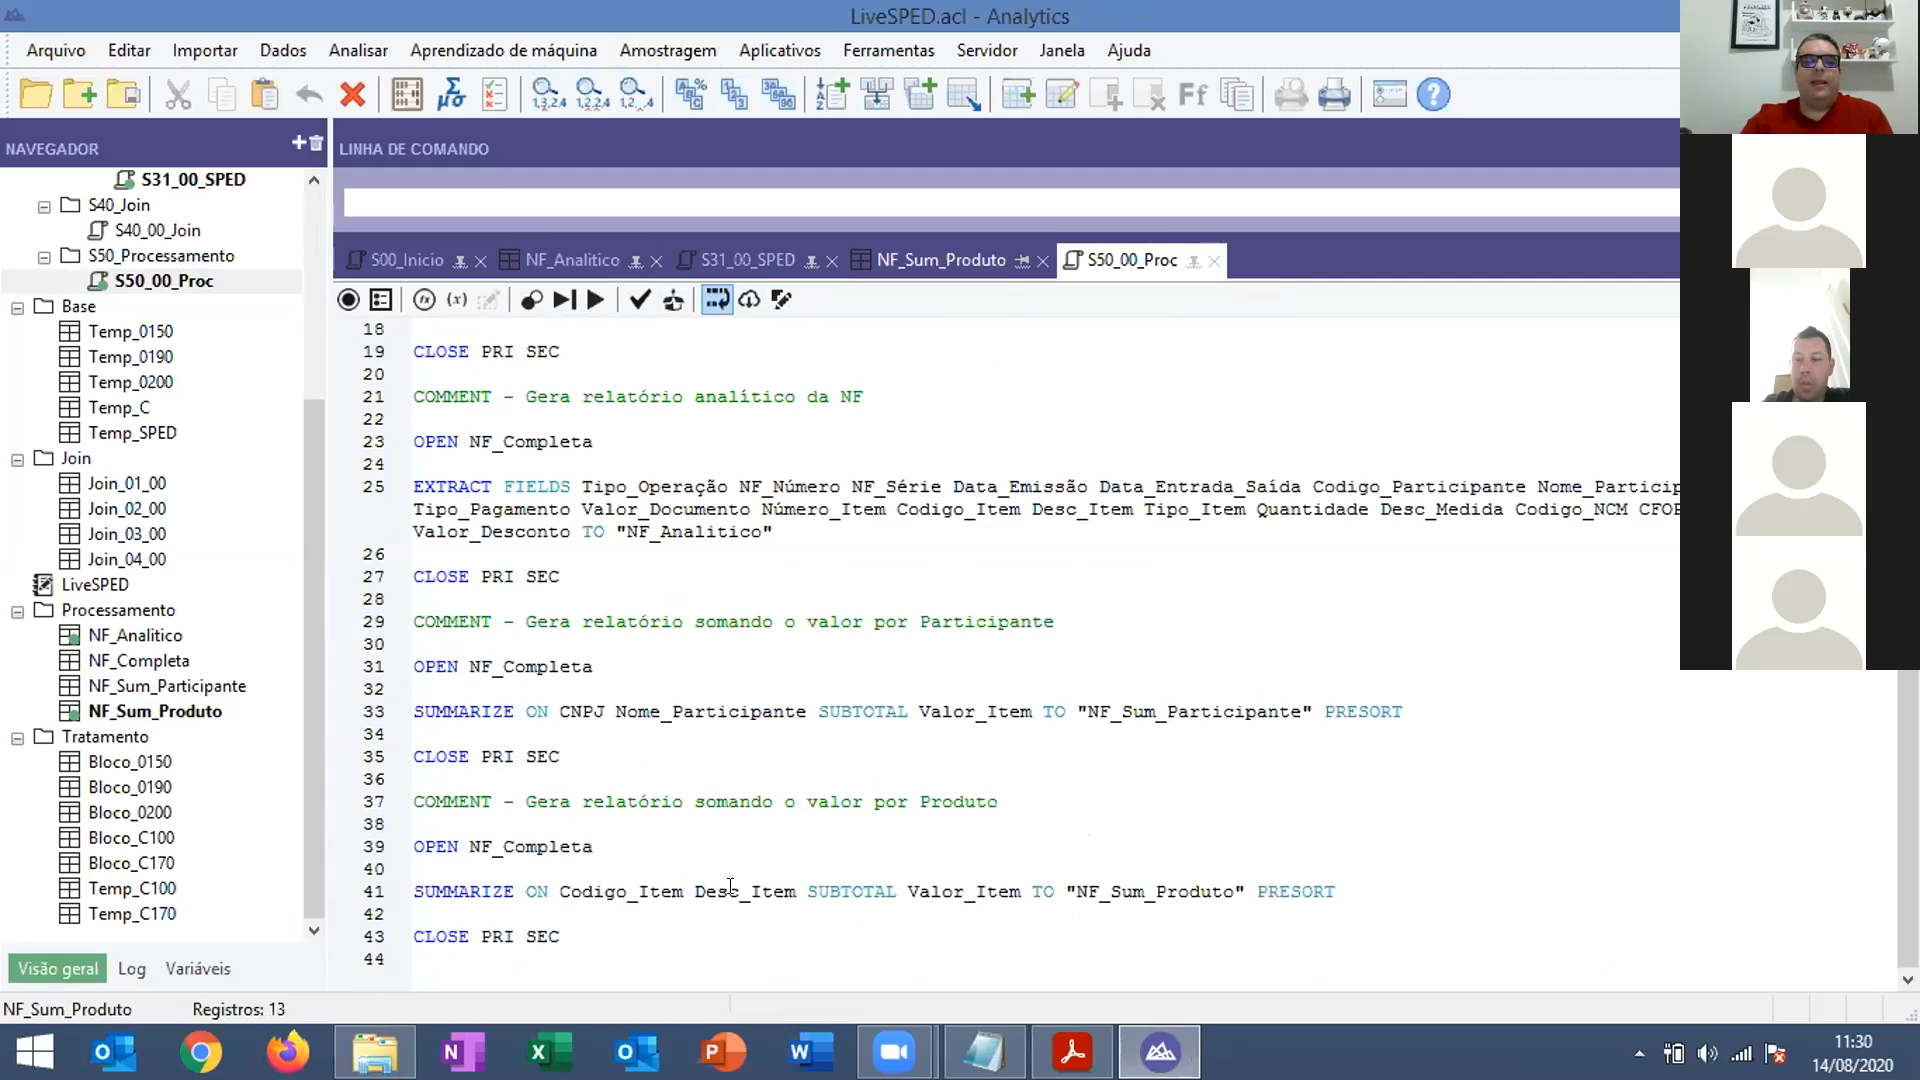 LiveSPED.acl - Analytics
Arquivo Editar Importar Dados Analisar Aprendizado de máquina Amostragem Aplicativos Ferramentas Servidor Janela Ajuda
NAVEGADOR
LINHA DE COMANDO
S31_00_SPED
S40_Join
S40_00_Join
S50_Processamento
S50_00_Proc
Base
Temp_0150
Temp_0190
Temp_0200
Temp_C
Temp_SPED
Join
Join_01_00
Join_02_00
Join_03_00
Join_04_00
LiveSPED
Processamento
NF_Analitico
NF_Completa
NF_Sum_Participante
NF_Sum_Produto
Tratamento
Bloco_0150
Bloco_0190
Bloco_0200
Bloco_C100
Bloco_C170
Temp_C100
Temp_C170
Visão geral Log Variáveis
S00_Inicio NF_Analitico S31_00_SPED NF_Sum_Produto S50_00_Proc
18
19 CLOSE PRI SEC
20
21 COMMENT - Gera relatório analítico da NF
22
23 OPEN NF_Completa
24
25 EXTRACT FIELDS Tipo_Operação NF_Número NF_Série Data_Emissão Data_Entrada_Saída Codigo_Participante Nome_Particip
Tipo_Pagamento Valor_Documento Número_Item Codigo_Item Desc_Item Tipo_Item Quantidade Desc_Medida Codigo_NCM CFOP
Valor_Desconto TO "NF_Analitico"
26
27 CLOSE PRI SEC
28
29 COMMENT - Gera relatório somando o valor por Participante
30
31 OPEN NF_Completa
32
33 SUMMARIZE ON CNPJ Nome_Participante SUBTOTAL Valor_Item TO "NF_Sum_Participante" PRESORT
34
35 CLOSE PRI SEC
36
37 COMMENT - Gera relatório somando o valor por Produto
38
39 OPEN NF_Completa
40
41 SUMMARIZE ON Codigo_Item Desc_Item SUBTOTAL Valor_Item TO "NF_Sum_Produto" PRESORT
42
43 CLOSE PRI SEC
44
NF_Sum_Produto Registros: 13
11:30
14/08/2020